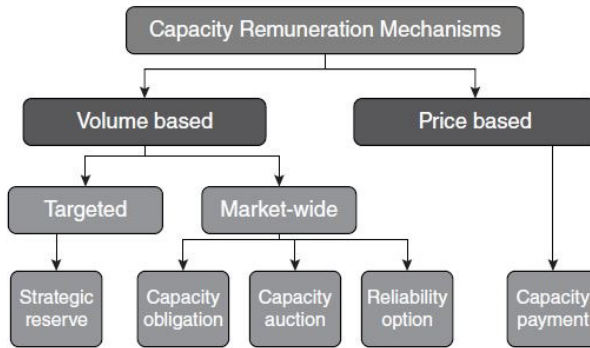 Capacity Remuneration Mechanisms
Volume based
Price based
Targeted
Market-wide
Strategic
reserve
Capacity
obligation
Capacity
auction
Reliability
option
Capacity
payment